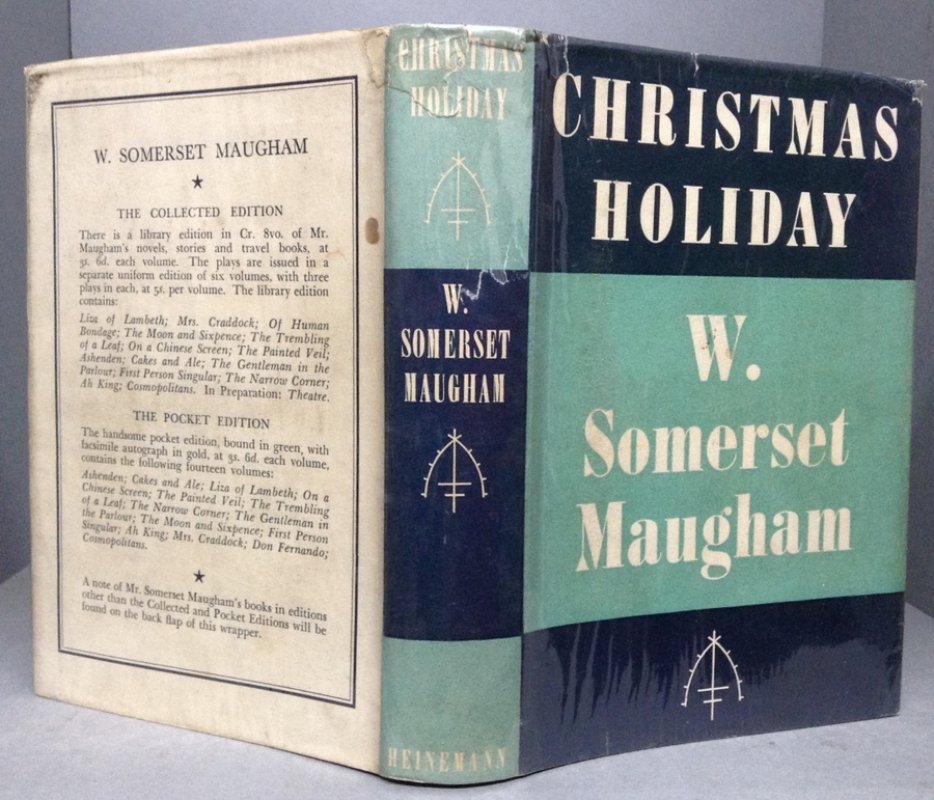 W. SOMERSET MAUGHAM
★
THE COLLECTED EDITION
There is a library edition in Cr. 8vo. of Mr.
Maugham's novels, stories and travel books, at
3s. 6d. each volume. The plays are issued in a
separate uniform edition of six volumes, with three
plays in each, at 5s. per volume. The library edition
contains:
Liza of Lambeth; Mrs. Craddock; Of Human
Bondage; The Moon and Sixpence; The Trembling
of a Leaf; On a Chinese Screen; The Painted Veil;
Ashenden; Cakes and Ale; The Gentleman in the
Parlour; First Person Singular; The Narrow Corner;
Ah King; Cosmopolitans. In Preparation: Theatre.
THE POCKET EDITION
The handsome pocket edition, bound in green, with
facsimile autograph in gold, at 3s. 6d. each volume,
contains the following fourteen volumes:
Ashenden; Cakes and Ale; Liza of Lambeth; On a
Chinese Screen; The Painted Veil; The Trembling
of a Leaf; The Narrow Corner; The Gentleman in
the Parlour; The Moon and Sixpence; First Person
Singular; Ah King; Mrs. Craddock; Don Fernando;
Cosmopolitans.
★
A note of Mr. Somerset Maugham's books in editions
other than the Collected and Pocket Editions will be
found on the back flap of this wrapper.
CHRISTMAS
HOLIDAY
W.
SOMERSET
MAUGHAM
HEINEMANN
CHRISTMAS
HOLIDAY
W.
Somerset
Maugham